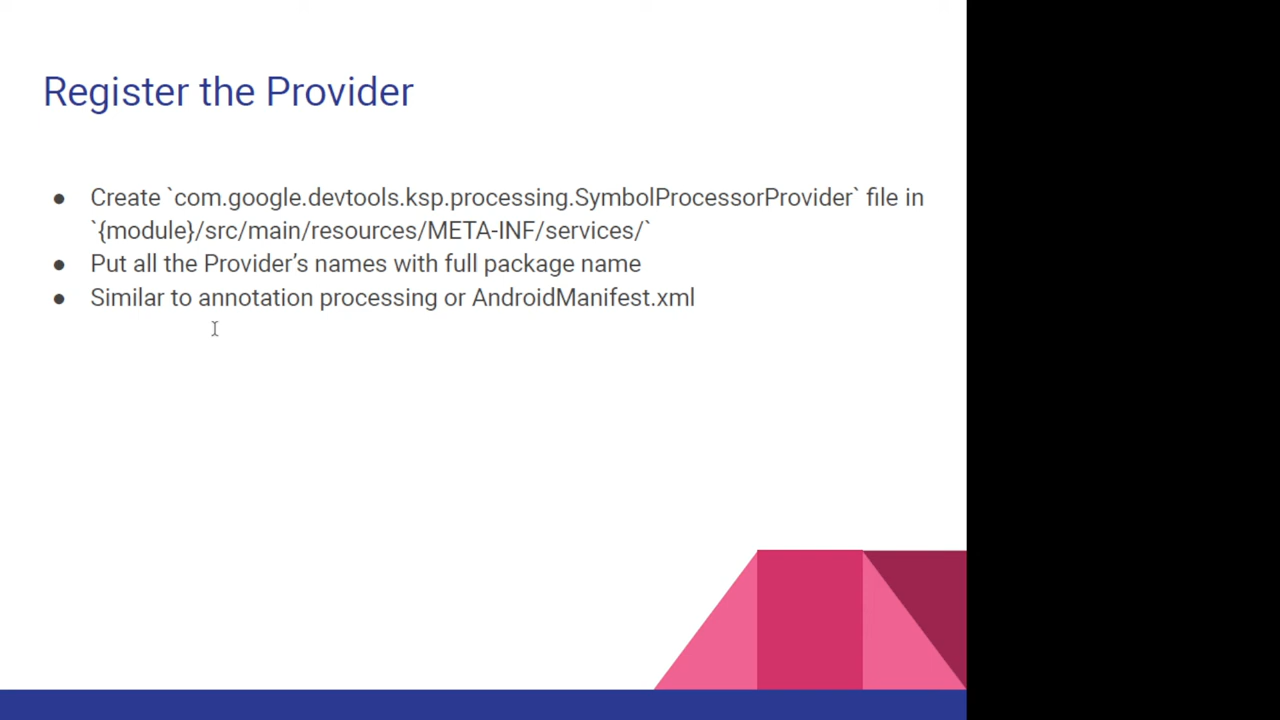 Register the Provider
● Create `com.google.devtools.ksp.processing.SymbolProcessorProvider` file in
`{module}/src/main/resources/META-INF/services/`
● Put all the Provider’s names with full package name
● Similar to annotation processing or AndroidManifest.xml